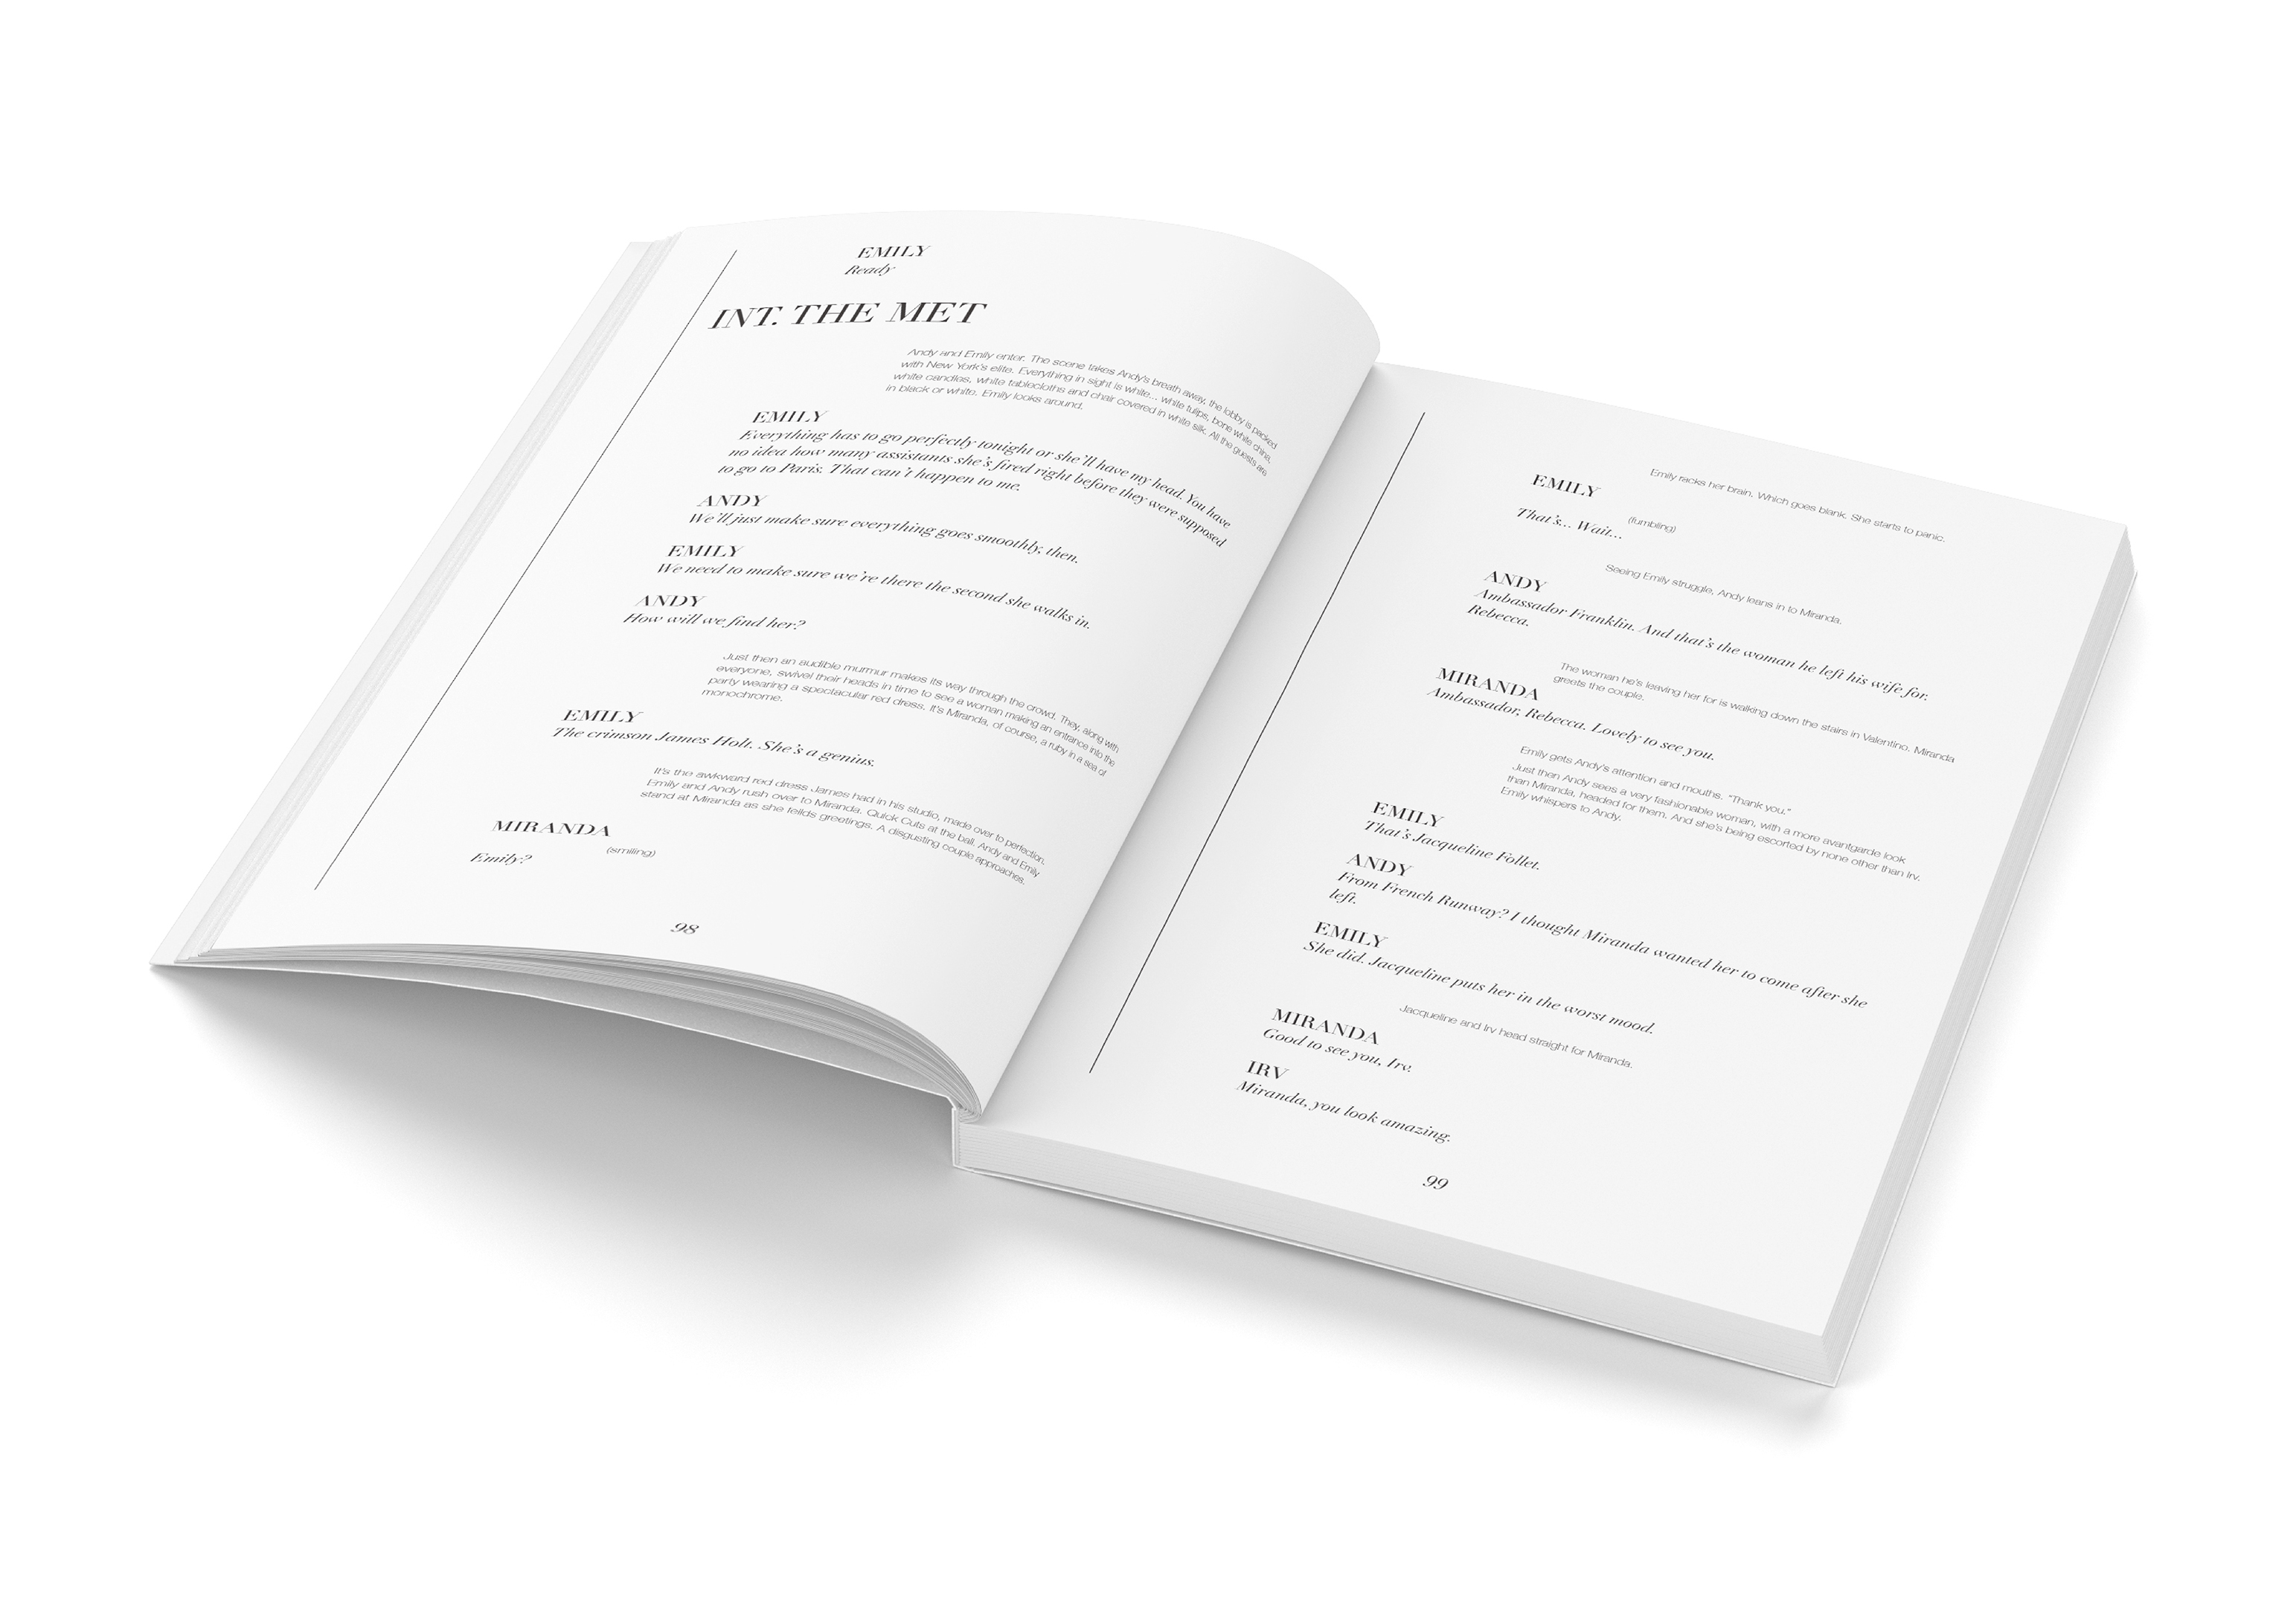 EMILY
Ready
INT. THE MET
Andy and Emily enter. The scene takes Andy's breath away, the lobby is packed
with New York's elite. Everything in sight is white... white tulips, bone white china,
white candles, white tablecloths and chair covered in white silk. All the guests are
in black or white. Emily looks around.
EMILY
Everything has to go perfectly tonight or she'll have my head. You have
no idea how many assistants she's fired right before they were supposed
to go to Paris. That can't happen to me.
ANDY
We'll just make sure everything goes smoothly, then.
EMILY
We need to make sure we're there the second she walks in.
ANDY
How will we find her?
Just then an audible murmur makes its way through the crowd. They, along with
everyone, swivel their heads in time to see a woman making an entrance into the
party wearing a spectacular red dress. It's Miranda, of course, a ruby in a sea of
monochrome.
EMILY
The crimson James Holt. She's a genius.
It's the awkward red dress James had in his studio, made over to perfection.
Emily and Andy rush over to Miranda. Quick Cuts at the ball. Andy and Emily
stand at Miranda as she feilds greetings. A disgusting couple approaches.
MIRANDA
(smiling)
Emily?
98
Emily racks her brain. Which goes blank. She starts to panic.
EMILY
(fumbling)
That's... Wait...
Seeing Emily struggle, Andy leans in to Miranda.
ANDY
Ambassador Franklin. And that's the woman he left his wife for.
Rebecca.
The woman he's leaving her for is walking down the stairs in Valentino. Miranda
greets the couple.
MIRANDA
Ambassador, Rebecca. Lovely to see you.
Emily gets Andy's attention and mouths. "Thank you."
Just then Andy sees a very fashionable woman, with a more avantgarde look
than Miranda, headed for them. And she's being escorted by none other than Irv.
Emily whispers to Andy.
EMILY
That's Jacqueline Follet.
ANDY
From French Runway? I thought Miranda wanted her to come after she
left.
EMILY
She did. Jacqueline puts her in the worst mood.
Jacqueline and Irv head straight for Miranda.
MIRANDA
Good to see you, Irv.
IRV
Miranda, you look amazing.
99